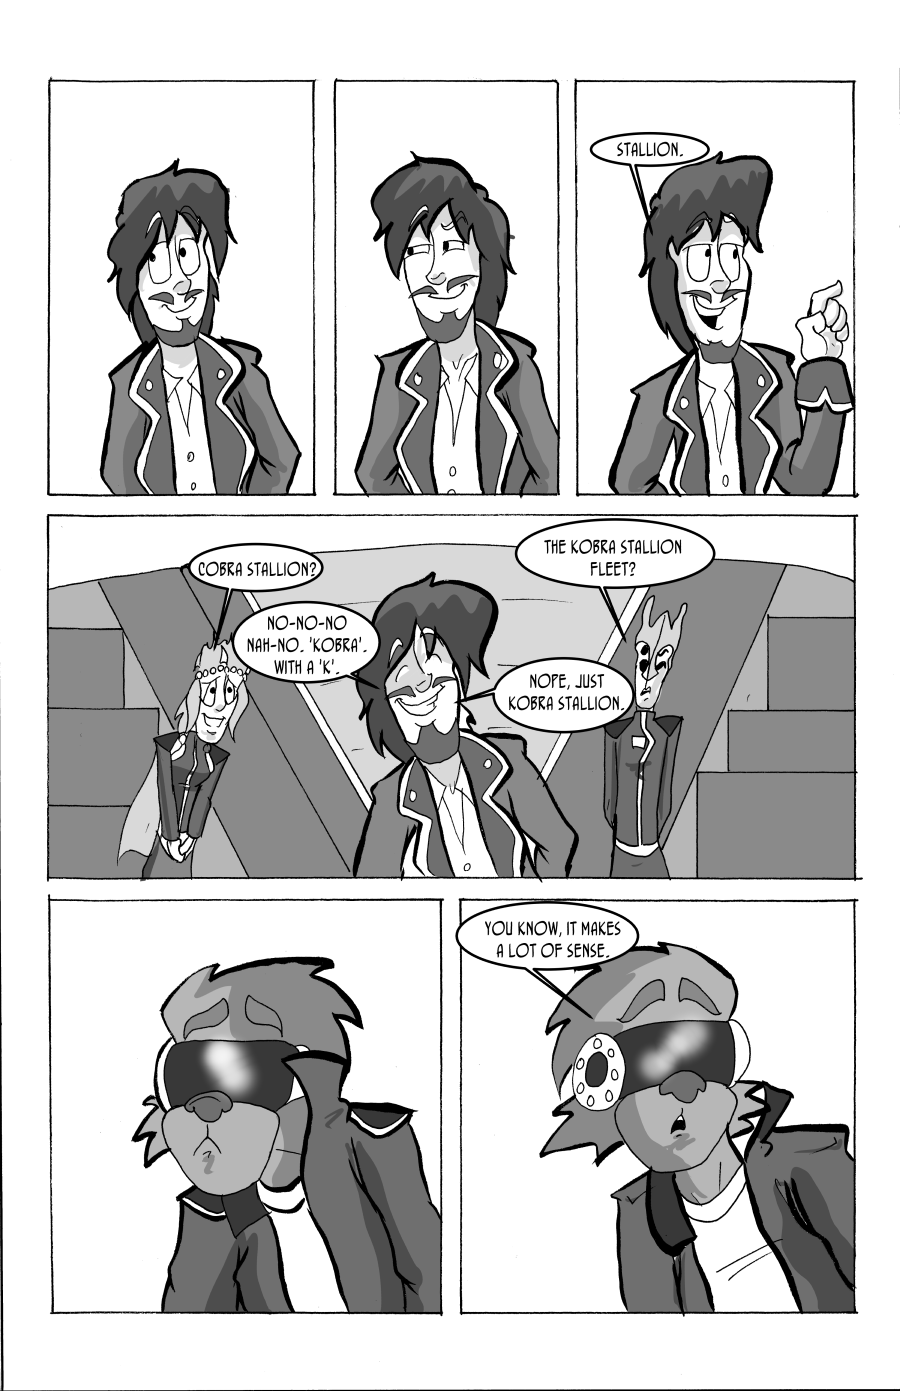 STALLION.
COBRA STALLION?
NO-NO-NO
NAH-NO. 'KOBRA'.
WITH A 'K'.
THE KOBRA STALLION
FLEET?
NOPE, JUST
KOBRA STALLION.
YOU KNOW, IT MAKES
A LOT OF SENSE.